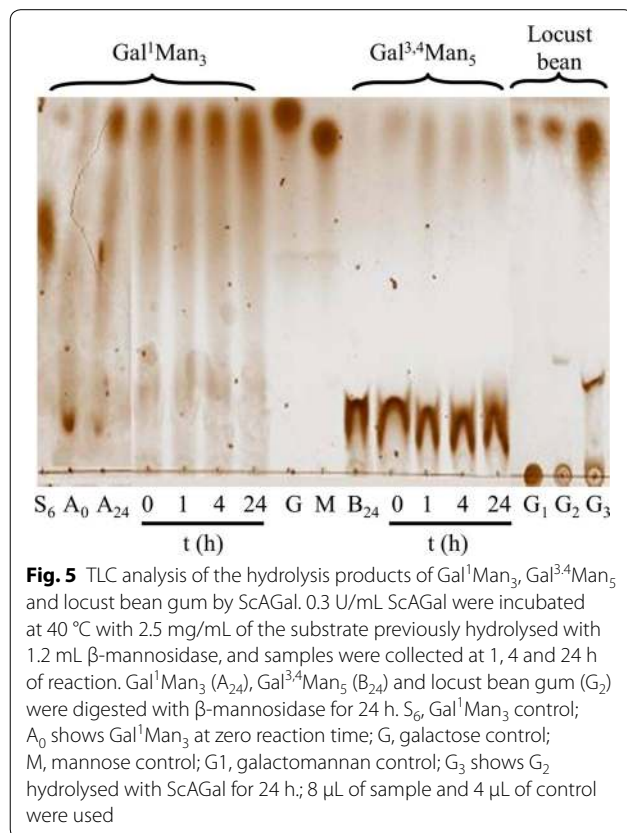 Gal¹Man₃ Gal³,⁴Man₅ Locust
bean
S₆ A₀ A₂₄ 0 1 4 24 G M B₂₄ 0 1 4 24 G₁ G₂ G₃
t (h) t (h)
Fig. 5 TLC analysis of the hydrolysis products of Gal¹Man₃, Gal³·⁴Man₅
and locust bean gum by ScAGal. 0.3 U/mL ScAGal were incubated
at 40 °C with 2.5 mg/mL of the substrate previously hydrolysed with
1.2 mL β-mannosidase, and samples were collected at 1, 4 and 24 h
of reaction. Gal¹Man₃ (A₂₄), Gal³,⁴Man₅ (B₂₄) and locust bean gum (G₂)
were digested with β-mannosidase for 24 h. S₆, Gal¹Man₃ control;
A₀ shows Gal¹Man₃ at zero reaction time; G, galactose control;
M, mannose control; G1, galactomannan control; G₃ shows G₂
hydrolysed with ScAGal for 24 h.; 8 µL of sample and 4 µL of control
were used